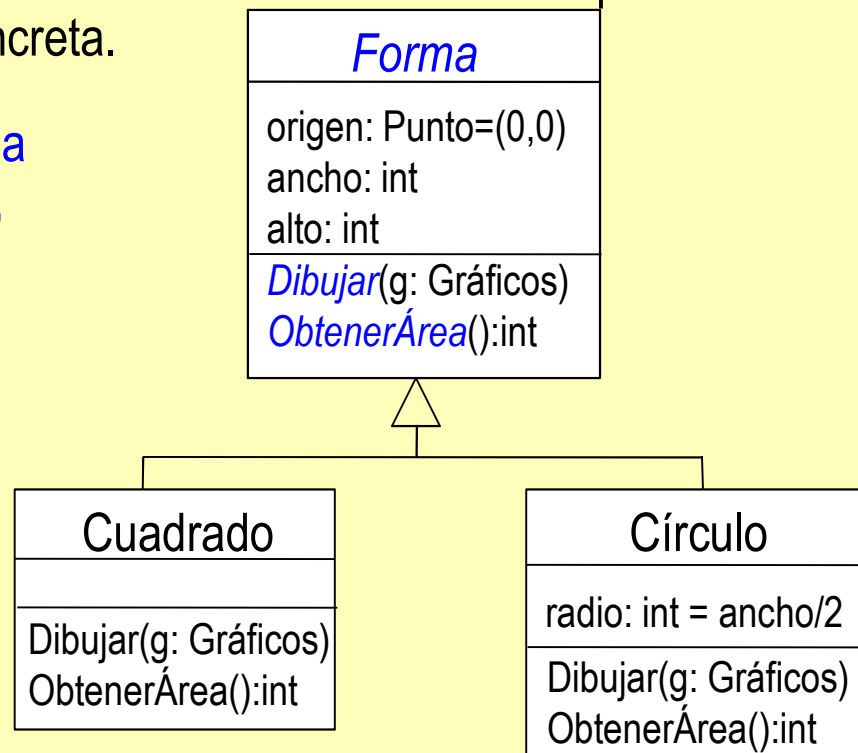 ncreta.
a
Forma
origen: Punto=(0,0)
ancho: int
alto: int
Dibujar(g: Gráficos)
ObtenerÁrea():int
Cuadrado
Dibujar(g: Gráficos)
ObtenerÁrea():int
Círculo
radio: int = ancho/2
Dibujar(g: Gráficos)
ObtenerÁrea():int